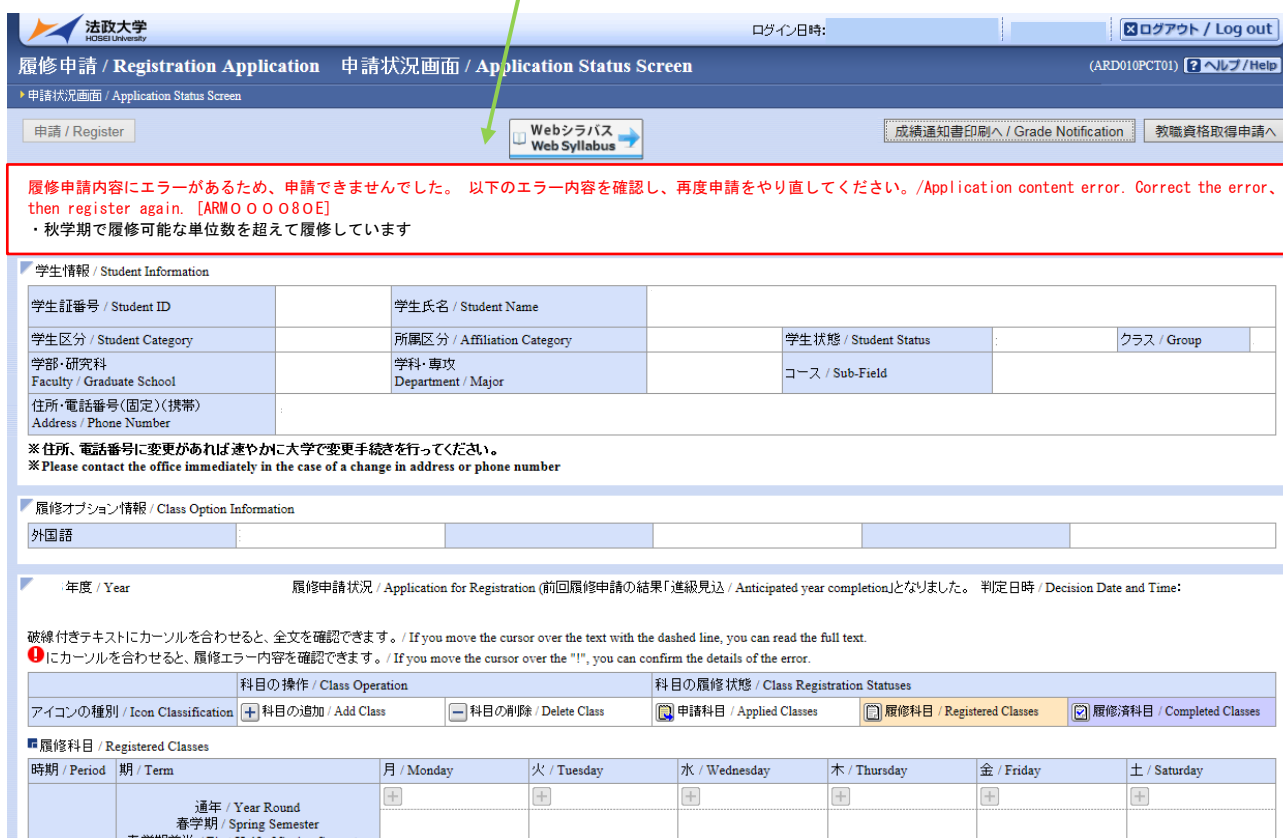 法政大学
HOSEI University
ログイン日時:
ログアウト / Log out
履修申請 / Registration Application 申請状況画面 / Application Status Screen
(ARD010PCT01) ヘルプ/Help
申請状況画面 / Application Status Screen
申請 / Register
Webシラバス
Web Syllabus
成績通知書印刷へ / Grade Notification
教職資格取得申請へ
履修申請内容にエラーがあるため、申請できませんでした。 以下のエラー内容を確認し、再度申請をやり直してください。/Application content error. Correct the error、
then register again. [ARM００００８０E]
・秋学期で履修可能な単位数を超えて履修しています
学生情報 / Student Information
学生証番号 / Student ID 学生氏名 / Student Name
学生区分 / Student Category 所属区分 / Affiliation Category 学生状態 / Student Status クラス / Group
学部・研究科 学科・専攻 コース / Sub-Field
Faculty / Graduate School Department / Major
住所・電話番号(固定)(携帯)
Address / Phone Number
※住所、電話番号に変更があれば速やかに大学で変更手続きを行ってください。
※Please contact the office immediately in the case of a change in address or phone number
履修オプション情報 / Class Option Information
外国語
年度 / Year 履修申請状況 / Application for Registration (前回履修申請の結果「進級見込 / Anticipated year completion」となりました。 判定日時 / Decision Date and Time:
破線付きテキストにカーソルを合わせると、全文を確認できます。/ If you move the cursor over the text with the dashed line, you can read the full text.
!にカーソルを合わせると、履修エラー内容を確認できます。/ If you move the cursor over the "!", you can confirm the details of the error.
科目の操作 / Class Operation 科目の履修状態 / Class Registration Statuses
アイコンの種別 / Icon Classification + 科目の追加 / Add Class - 科目の削除 / Delete Class 申請科目 / Applied Classes 履修科目 / Registered Classes 履修済科目 / Completed Classes
履修科目 / Registered Classes
時期 / Period 期 / Term 月 / Monday 火 / Tuesday 水 / Wednesday 木 / Thursday 金 / Friday 土 / Saturday
+ + + + + +
通年 / Year Round
春学期 / Spring Semester